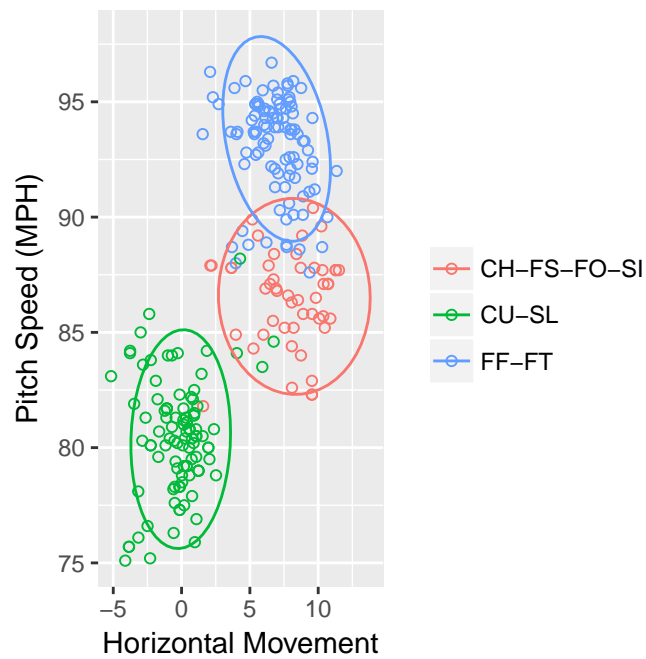 95
90
85
80
75
−5
0
5
10
Horizontal Movement
Pitch Speed (MPH)
CH−FS−FO−SI
CU−SL
FF−FT